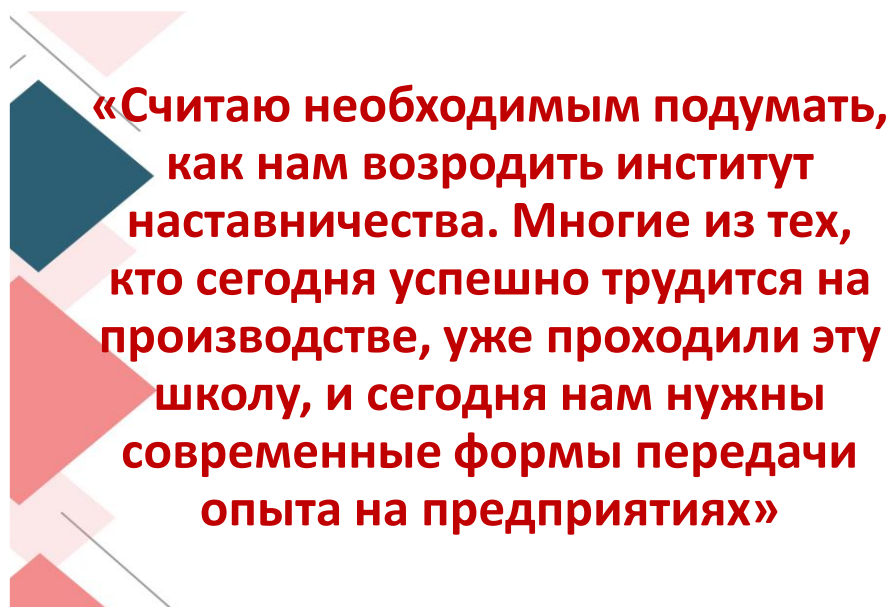 «Считаю необходимым подумать,
как нам возродить институт
наставничества. Многие из тех,
кто сегодня успешно трудится на
производстве, уже проходили эту
школу, и сегодня нам нужны
современные формы передачи
опыта на предприятиях»